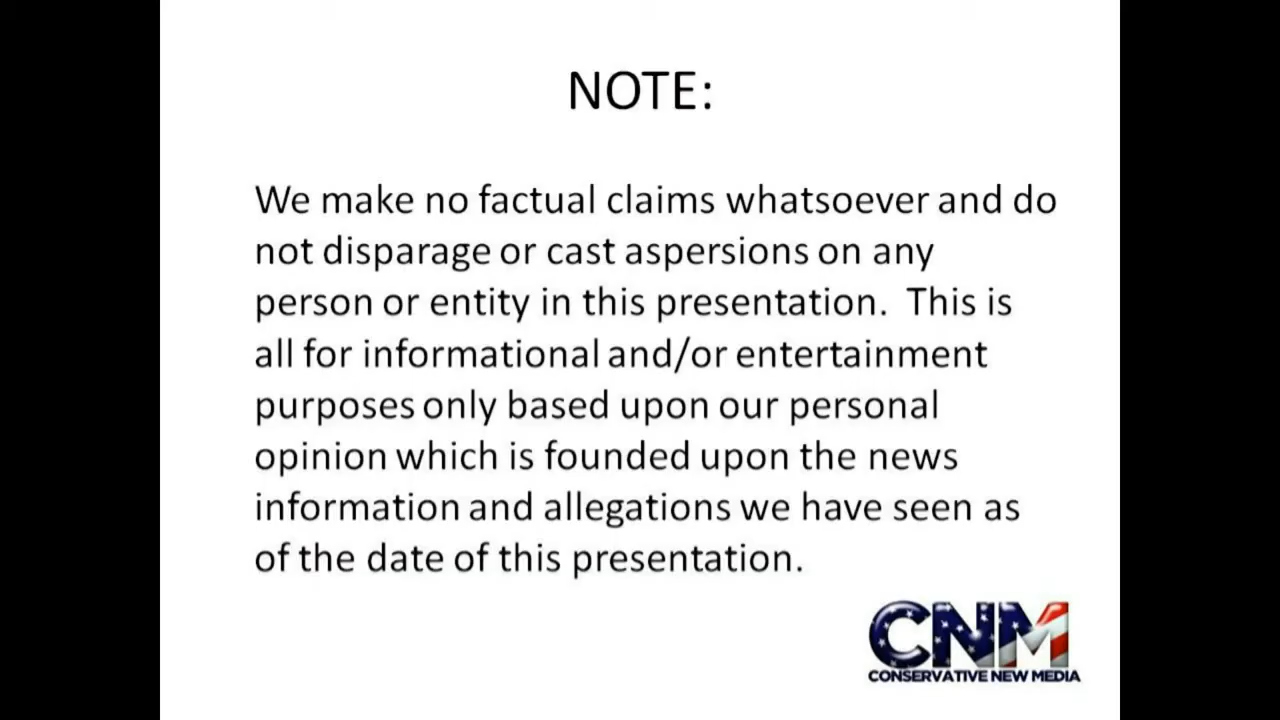 NOTE:
We make no factual claims whatsoever and do
not disparage or cast aspersions on any
person or entity in this presentation.  This is
all for informational and/or entertainment
purposes only based upon our personal
opinion which is founded upon the news
information and allegations we have seen as
of the date of this presentation.
CNM
CONSERVATIVE NEW MEDIA